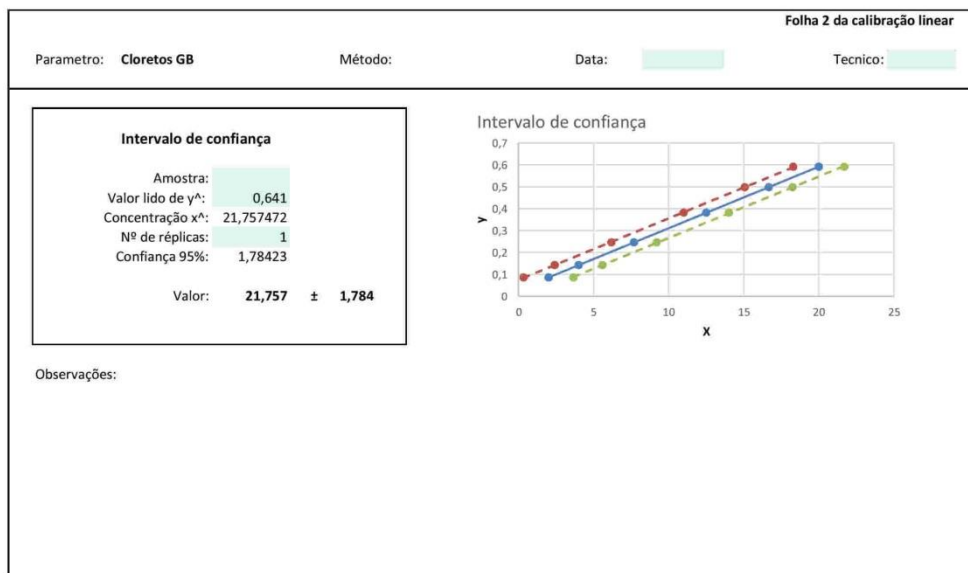 Folha 2 da calibração linear
Parametro: Cloretos GB Método: Data: Tecnico:
Intervalo de confiança
Amostra:
Valor lido de y^: 0,641
Concentração x^: 21,757472
Nº de réplicas: 1
Confiança 95%: 1,78423
Valor: 21,757 ± 1,784
Intervalo de confiança
0,7
0,6
0,5
0,4
0,3
0,2
0,1
0
y
0 5 10 15 20 25
X
Observações: